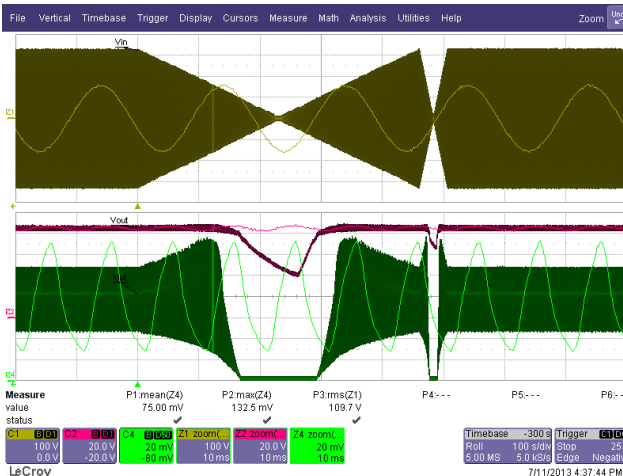 File Vertical Timebase Trigger Display Cursors Measure Math Analysis Utilities Help Zoom Und
Vin
Vout
Measure P1:mean(Z4) P2:max(Z4) P3:rms(Z1) P4:- - - P5:- - - P6:- -
value 75.00 mV 132.5 mV 109.7 V
status
C1 C2 C4 Z1 zoom(... Z2 zoom(... Z4 zoom(... Timebase -300 s Trigger
100 V 20.0 V 20 mV 100 V 20.0 V 20 mV Roll 100 s/div Stop 25
0.0 V -20.0 V -80 mV 10 ms 10 ms 10 ms 5.00 MS 5.0 kS/s Edge Negativ
LeCroy 7/11/2013 4:37:44 PM